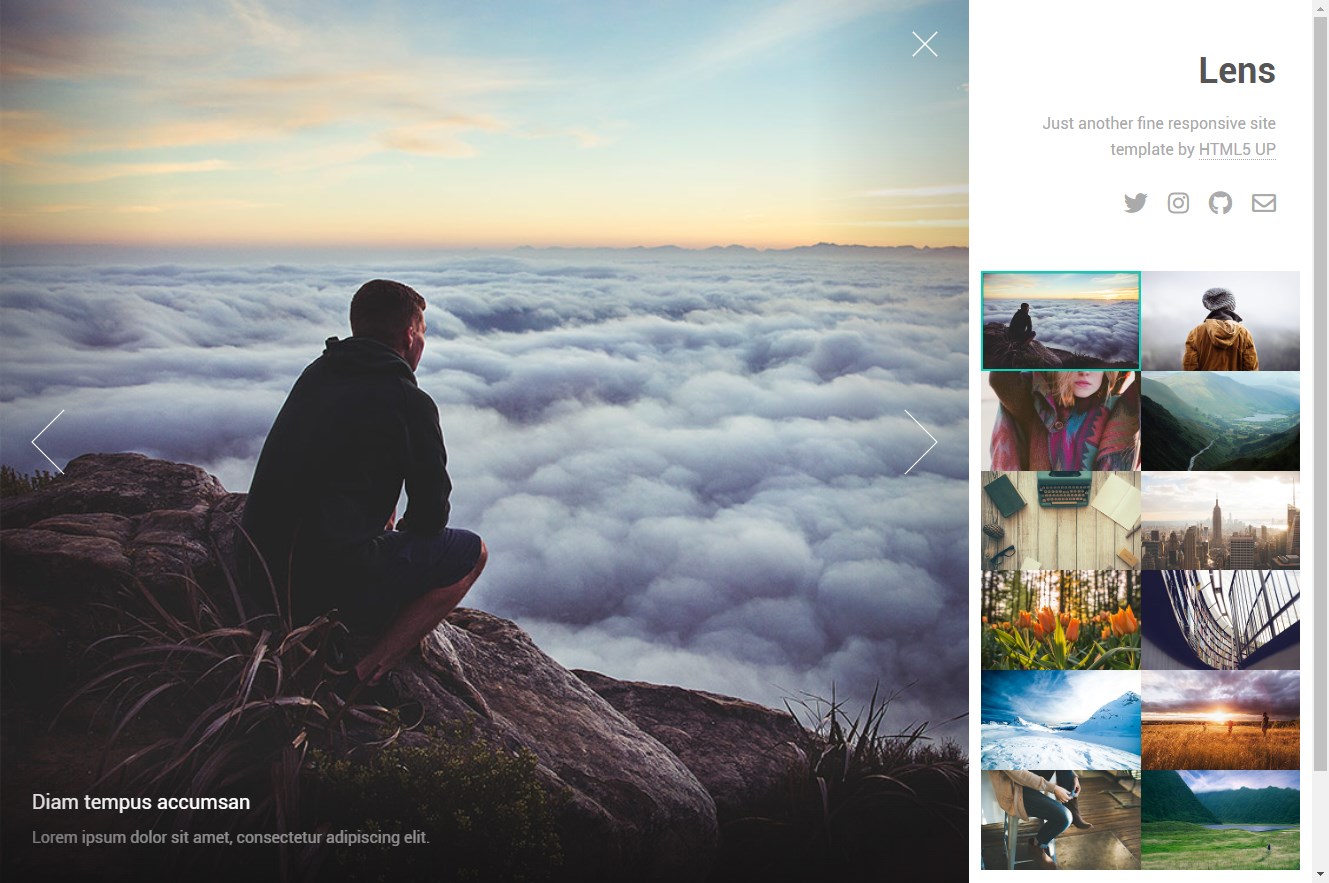 Lens
Just another fine responsive site
template by HTML5 UP
Diam tempus accumsan
Lorem ipsum dolor sit amet, consectetur adipiscing elit.